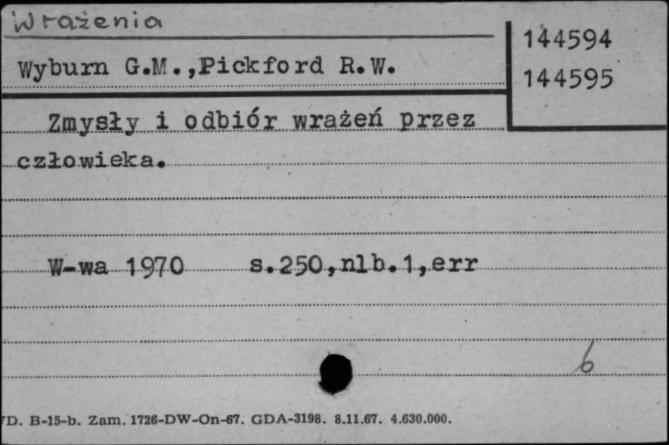 Wrażenia
144594
Wyburn G.M.,Pickford R.W.
144595
Zmysły i odbiór wrażeń przez
człowieka.
W-wa 1970 s.250,nlb.1,err
6
D. B-15-b. Zam. 1726-DW-On-67. GDA-3198. 8.11.67. 4.630.000.